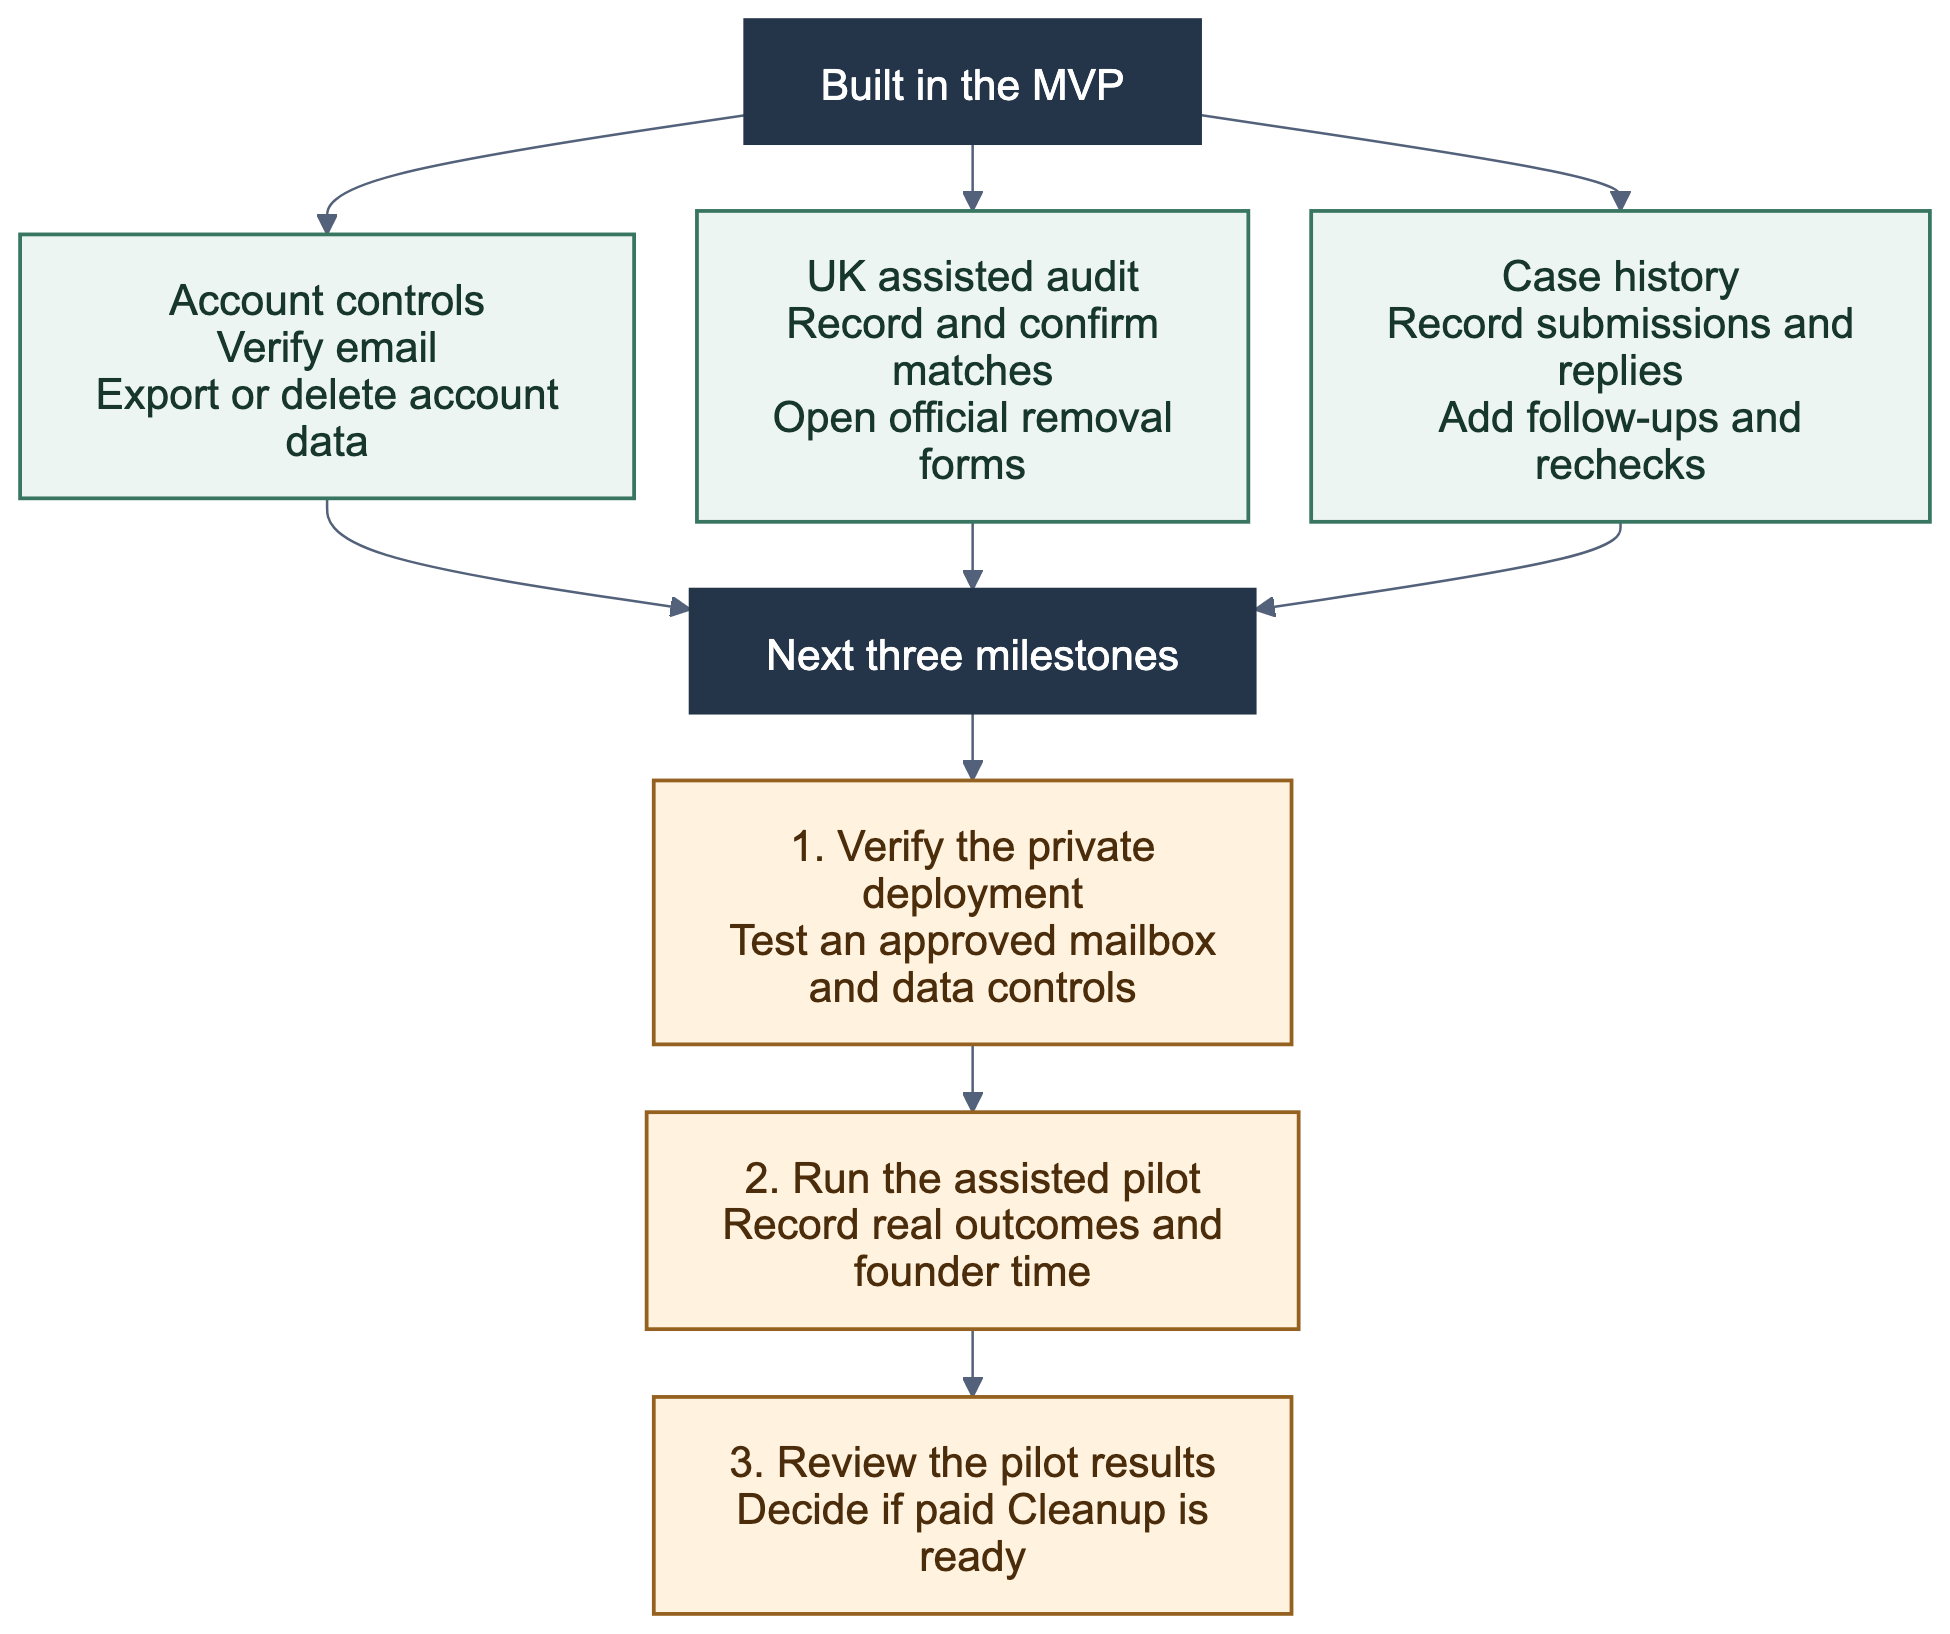 Built in the MVP
Account controls
Verify email
Export or delete account
data
UK assisted audit
Record and confirm
matches
Open official removal
forms
Case history
Record submissions and
replies
Add follow-ups and
rechecks
Next three milestones
1. Verify the private
deployment
Test an approved mailbox
and data controls
2. Run the assisted pilot
Record real outcomes and
founder time
3. Review the pilot results
Decide if paid Cleanup is
ready